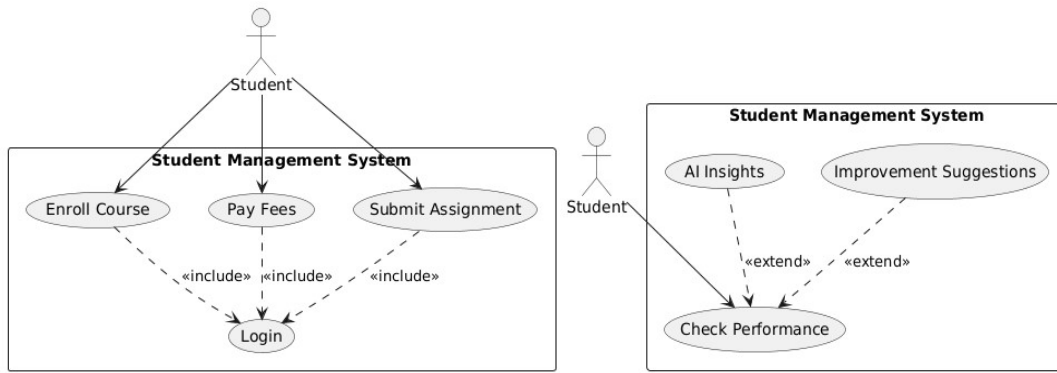 Student
Student Management System
Enroll Course
Pay Fees
Submit Assignment
«include»
«include»
«include»
Login
Student Management System
AI Insights
Improvement Suggestions
Student
«extend»
«extend»
Check Performance